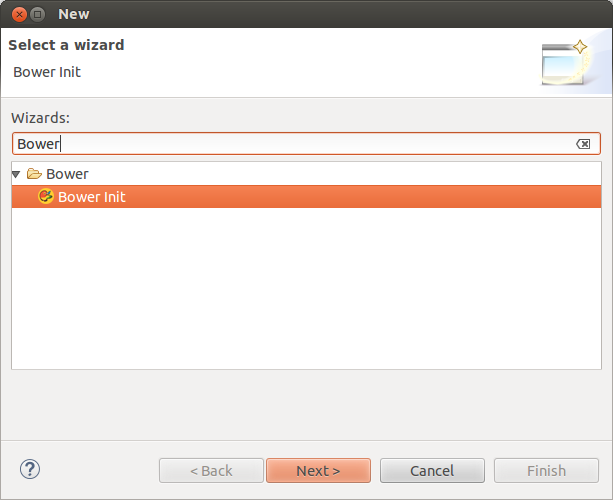 New
Select a wizard
Bower Init
Wizards:
Bower
Bower
Bower Init
?
< Back Next > Cancel Finish